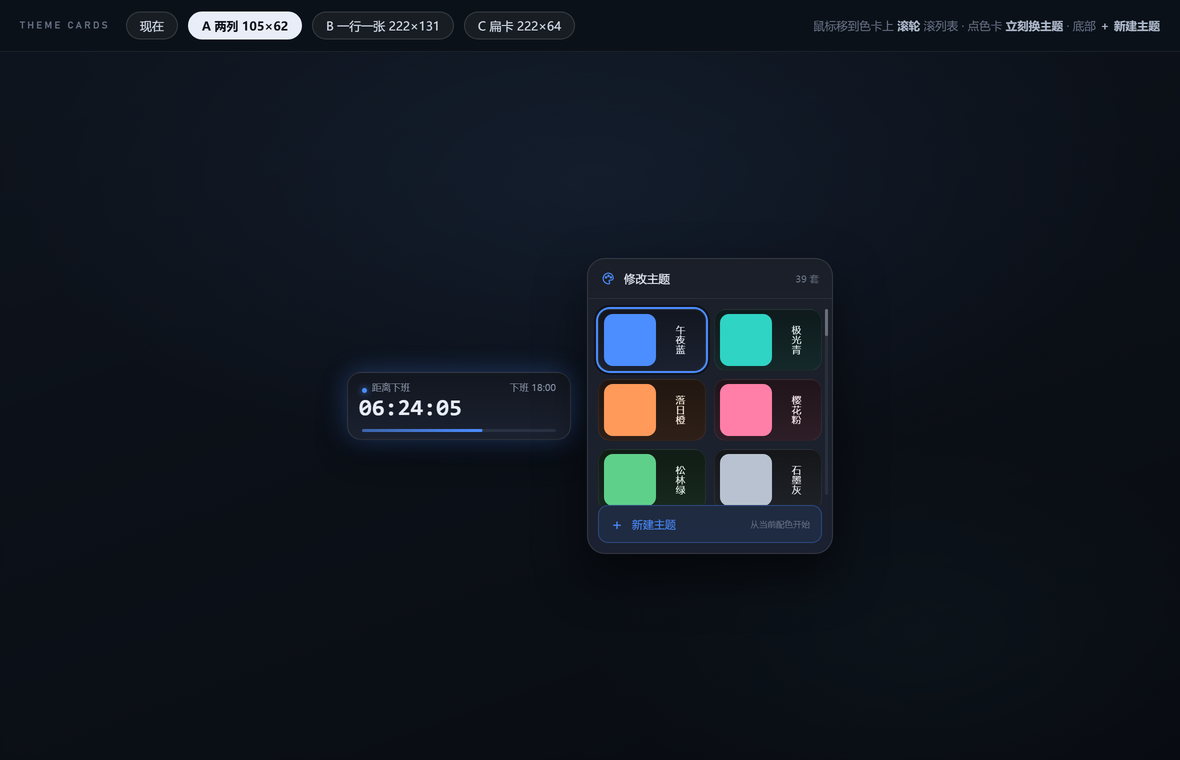 THEME CARDS
现在
A 两列 105×62
B 一行一张 222×131
C 扁卡 222×64
鼠标移到色卡上 滚轮 滚列表 · 点色卡 立刻换主题 · 底部 + 新建主题
距离下班
下班 18:00
06:24:05
修改主题
39 套
午夜蓝
极光青
落日橙
樱花粉
松林绿
石墨灰
+ 新建主题
从当前配色开始